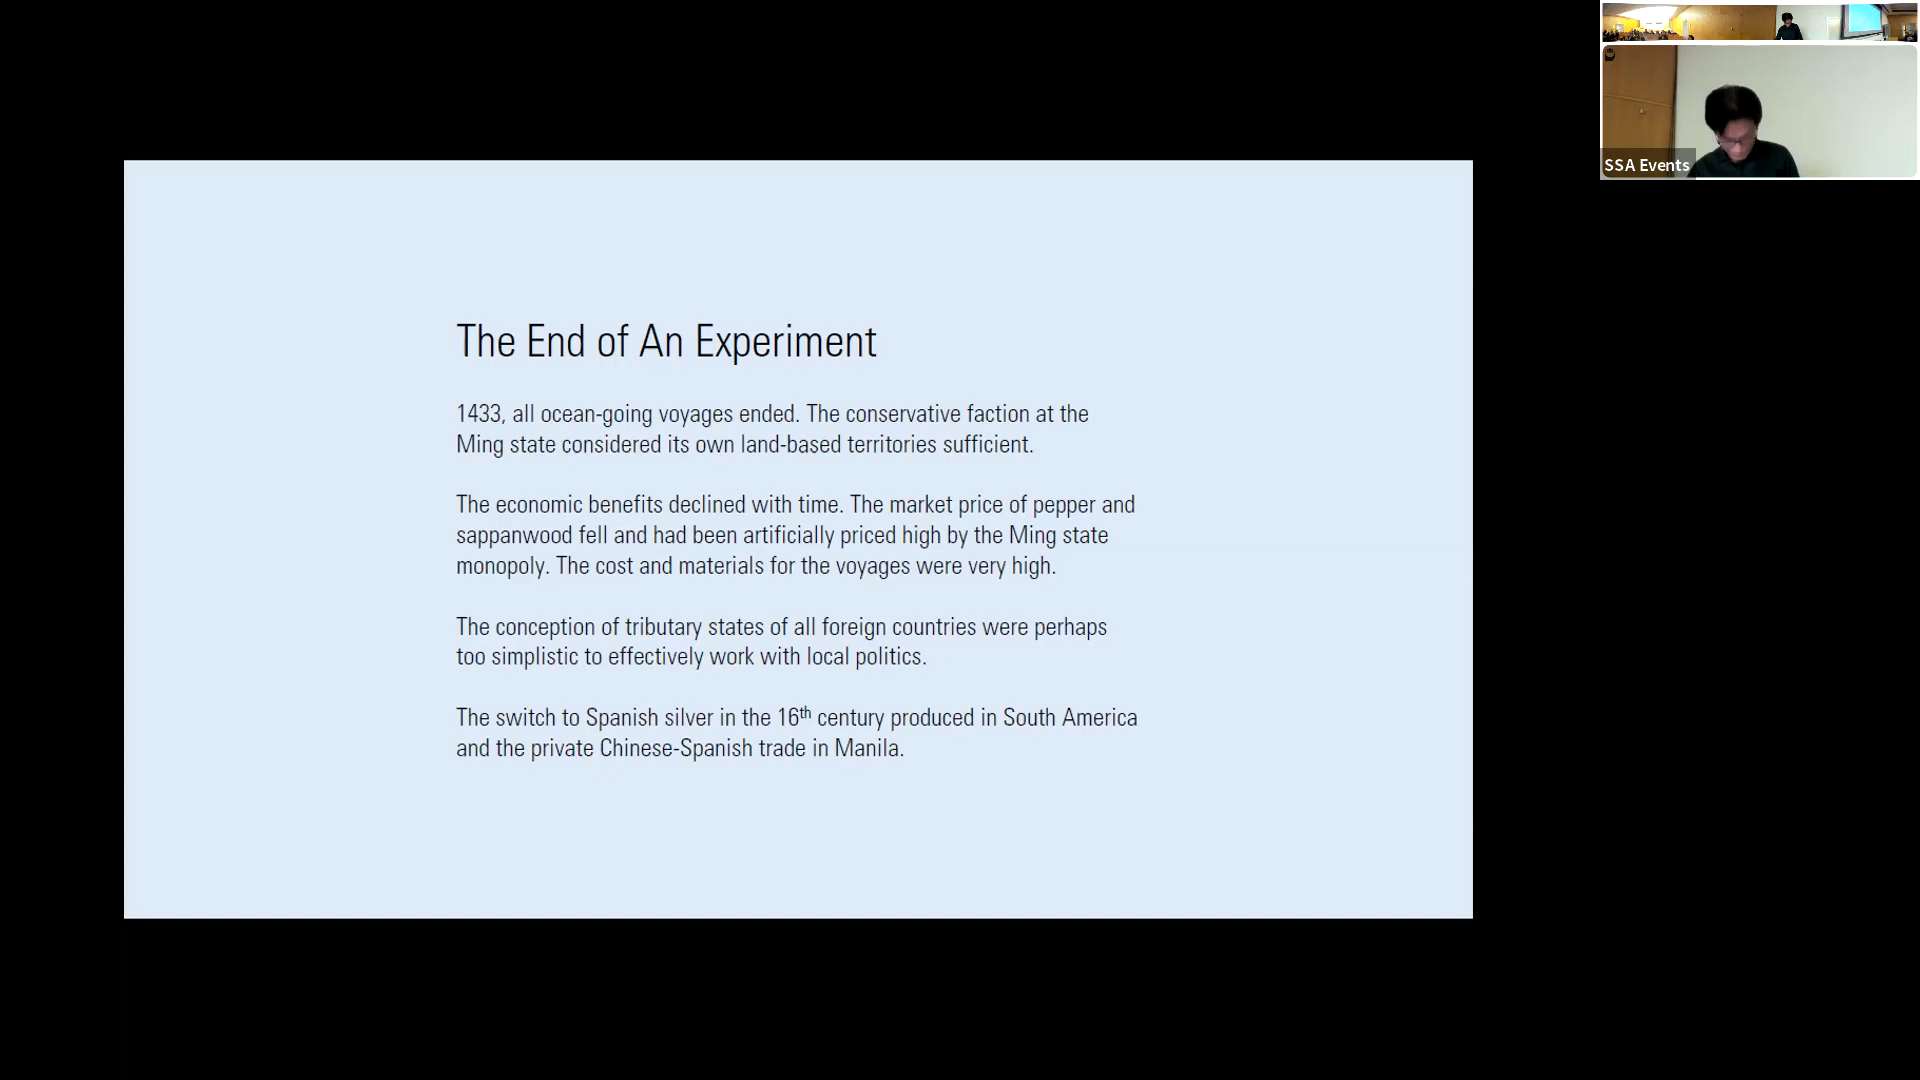 The End of An Experiment
1433, all ocean-going voyages ended. The conservative faction at the
Ming state considered its own land-based territories sufficient.
The economic benefits declined with time. The market price of pepper and
sappanwood fell and had been artificially priced high by the Ming state
monopoly. The cost and materials for the voyages were very high.
The conception of tributary states of all foreign countries were perhaps
too simplistic to effectively work with local politics.
The switch to Spanish silver in the 16th century produced in South America
and the private Chinese-Spanish trade in Manila.
SSA Events